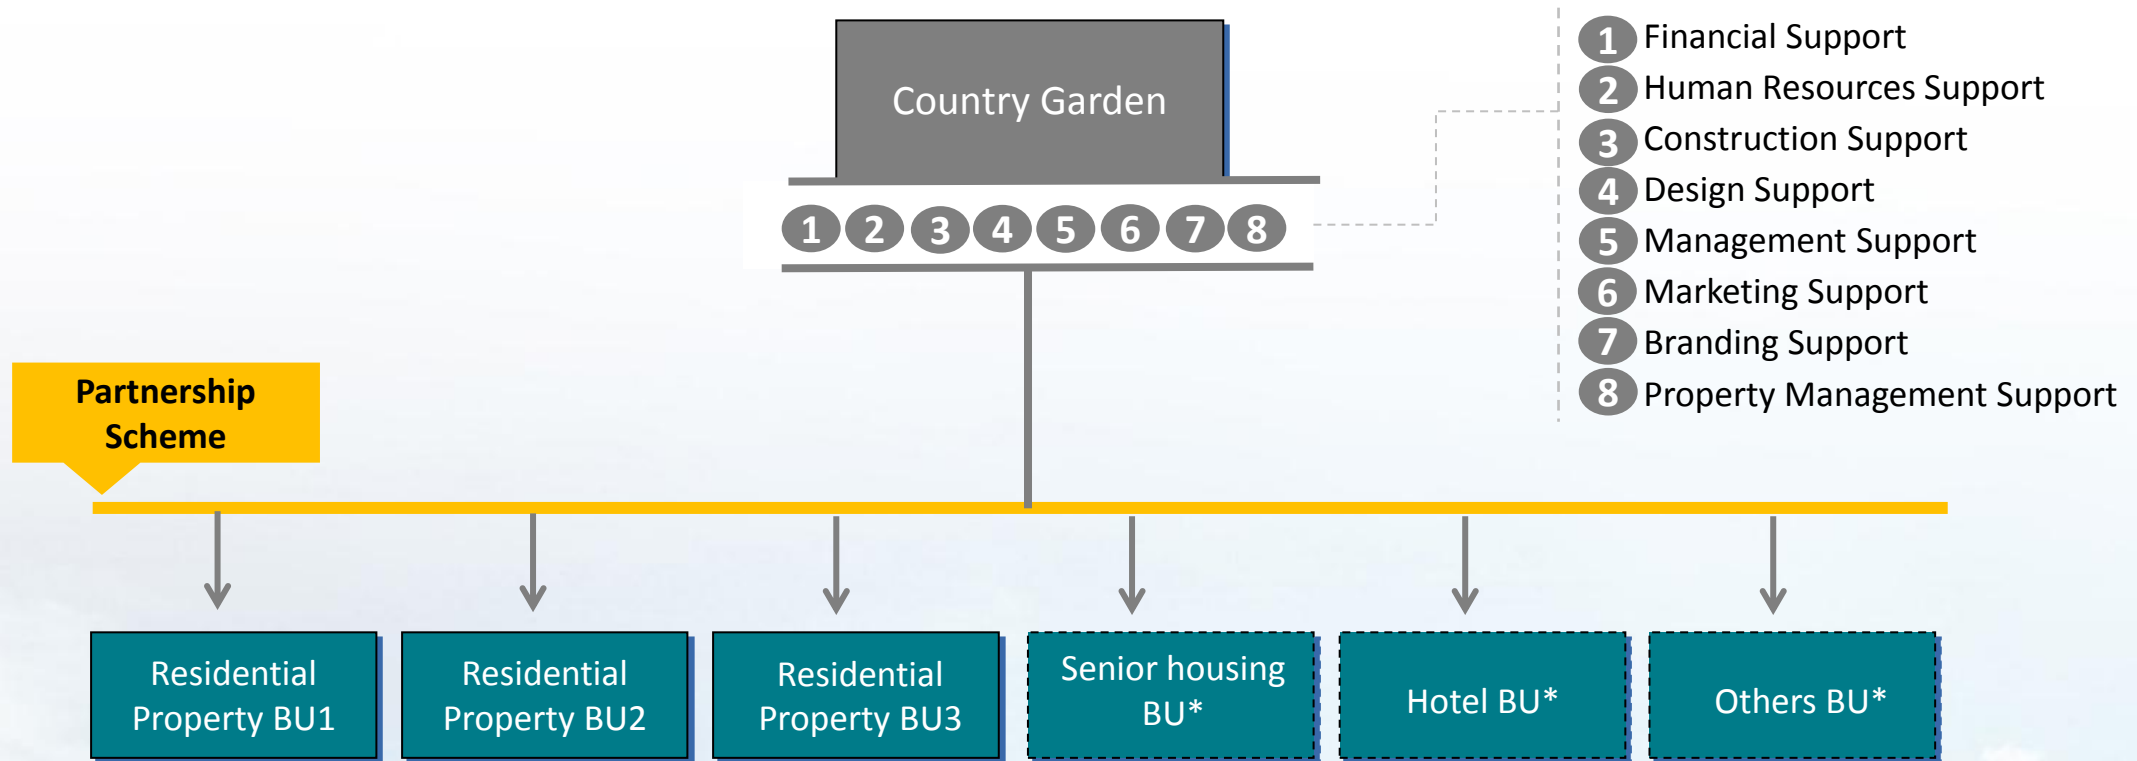 Country Garden
1 2 3 4 5 6 7 8
1 Financial Support
2 Human Resources Support
3 Construction Support
4 Design Support
5 Management Support
6 Marketing Support
7 Branding Support
8 Property Management Support
Partnership
Scheme
Residential
Property BU1
Residential
Property BU2
Residential
Property BU3
Senior housing
BU*
Hotel BU*
Others BU*